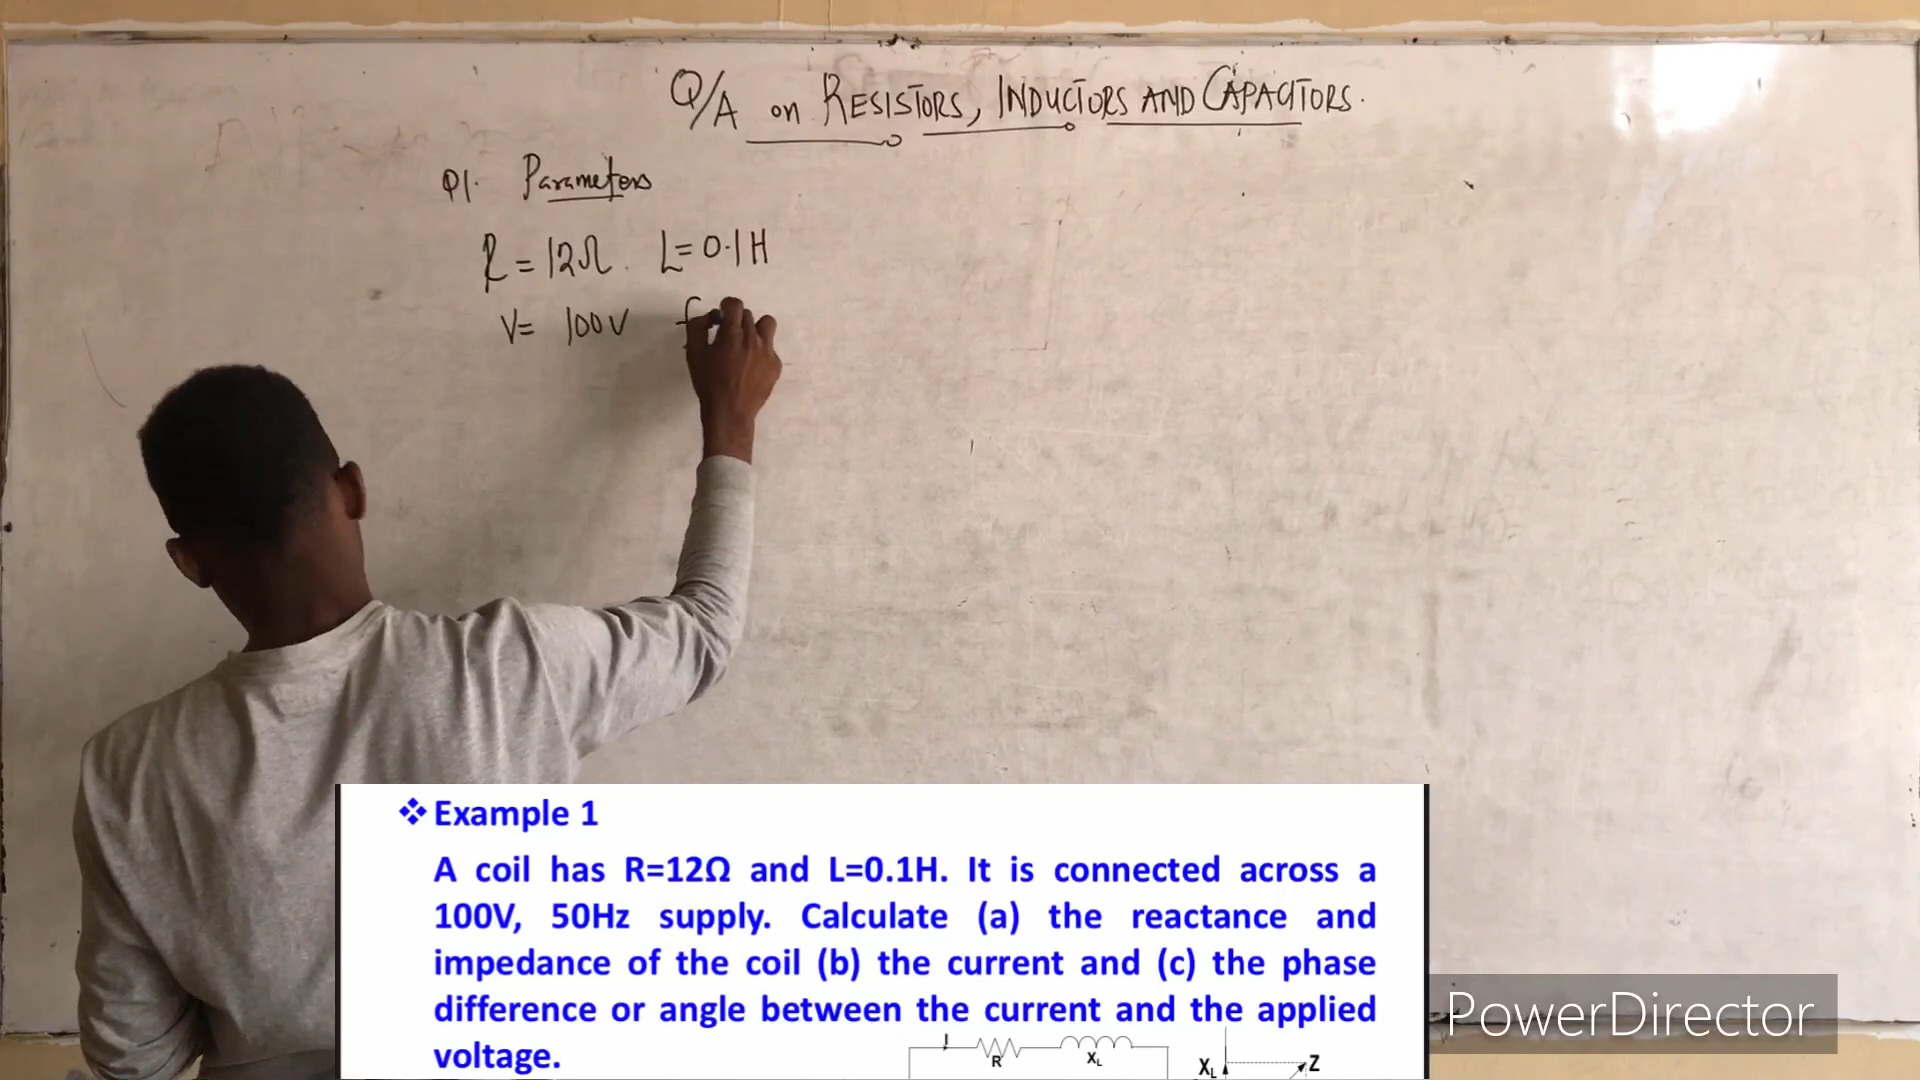 Q/A on RESISTORS, INDUCTORS AND CAPACITORS.
Q1. Parameters
R = 12Ω. L = 0.1H
V = 100V f
❖ Example 1
A coil has R=12Ω and L=0.1H. It is connected across a
100V, 50Hz supply. Calculate (a) the reactance and
impedance of the coil (b) the current and (c) the phase
difference or angle between the current and the applied
voltage.
I
R
XL
XL
Z
PowerDirector